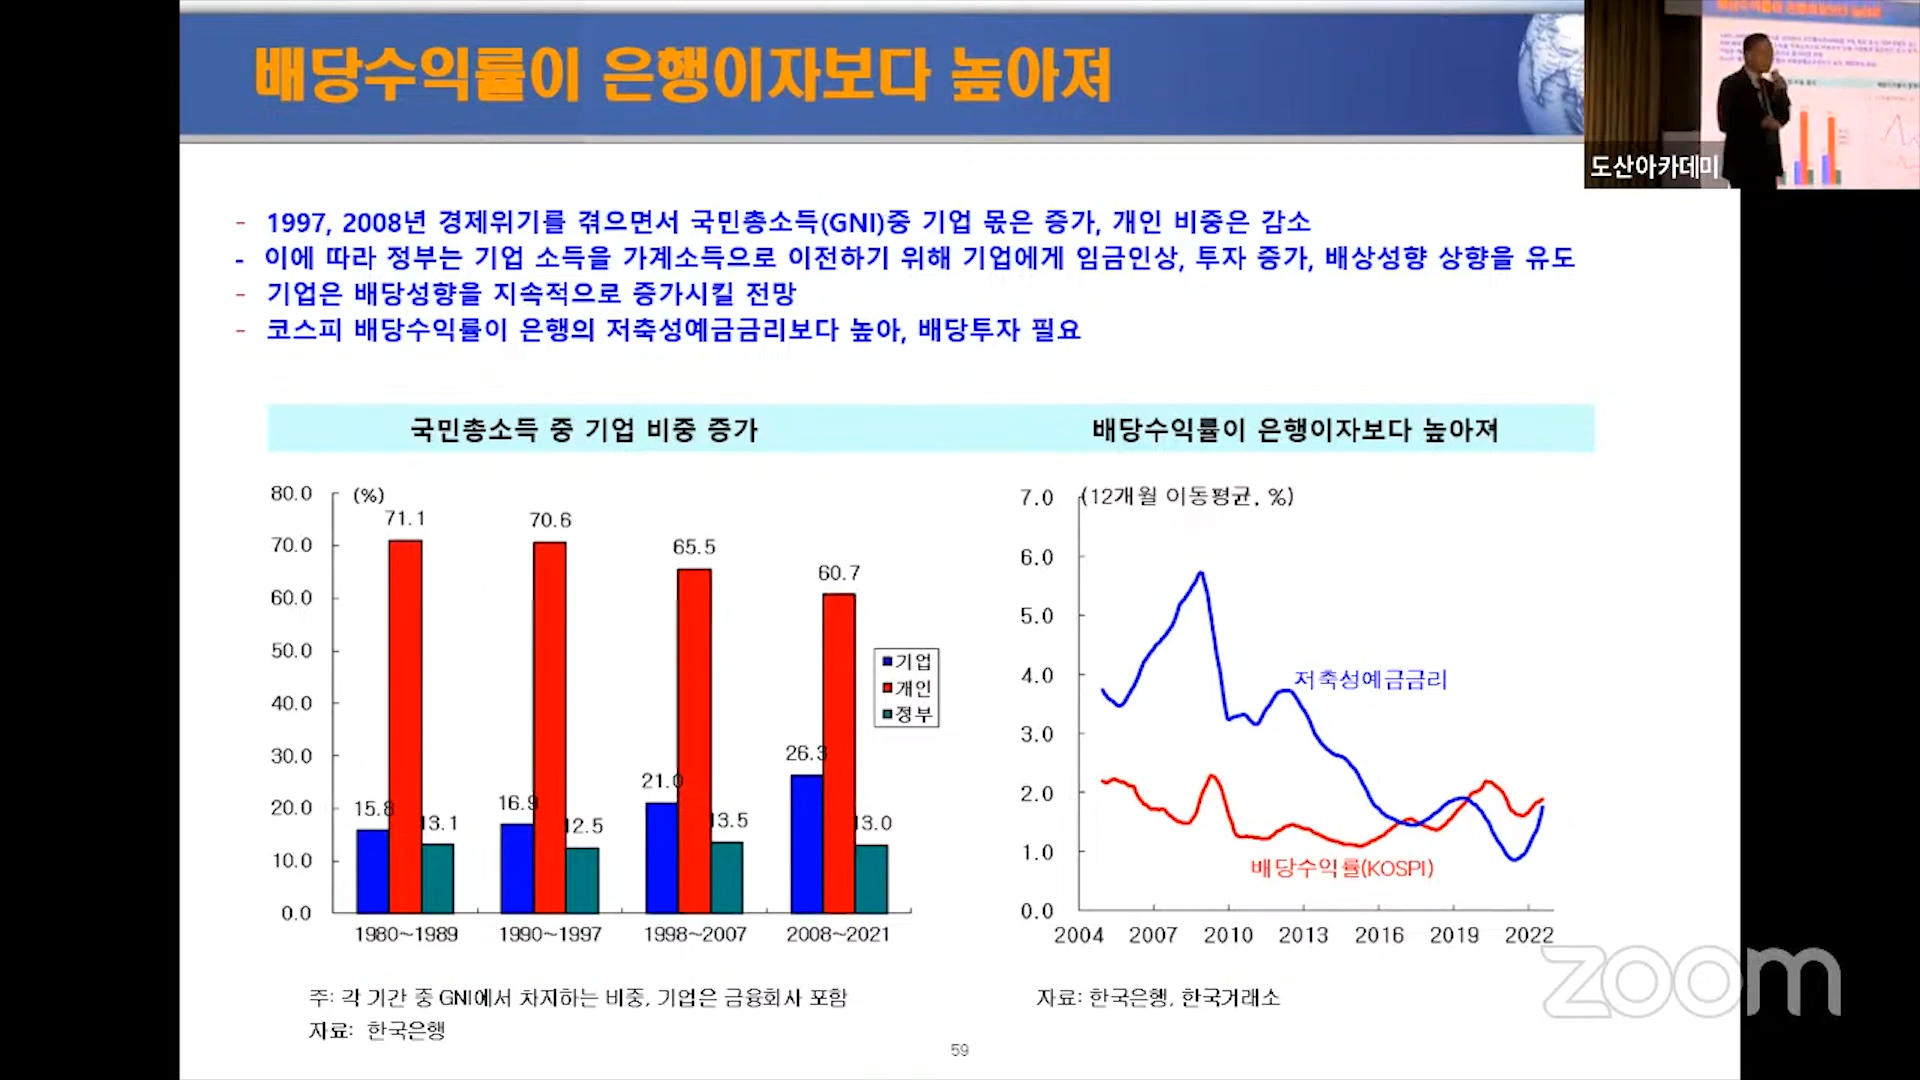 배당수익률이 은행이자보다 높아져
도산아카데미
- 1997, 2008년 경제위기를 겪으면서 국민총소득(GNI)중 기업 몫은 증가, 개인 비중은 감소
- 이에 따라 정부는 기업 소득을 가계소득으로 이전하기 위해 기업에게 임금인상, 투자 증가, 배상성향 상향을 유도
- 기업은 배당성향을 지속적으로 증가시킬 전망
- 코스피 배당수익률이 은행의 저축성예금금리보다 높아, 배당투자 필요
국민총소득 중 기업 비중 증가
80.0
70.0
60.0
50.0
40.0
30.0
20.0
10.0
0.0
(%)
71.1
70.6
65.5
60.7
15.8
13.1
16.9
12.5
21.0
13.5
26.3
13.0
기업
개인
정부
1980~1989 1990~1997 1998~2007 2008~2021
주: 각 기간 중 GNI에서 차지하는 비중, 기업은 금융회사 포함
자료: 한국은행
배당수익률이 은행이자보다 높아져
7.0
6.0
5.0
4.0
3.0
2.0
1.0
0.0
(12개월 이동평균, %)
저축성예금금리
배당수익률(KOSPI)
2004 2007 2010 2013 2016 2019 2022
자료: 한국은행, 한국거래소
zoom
59